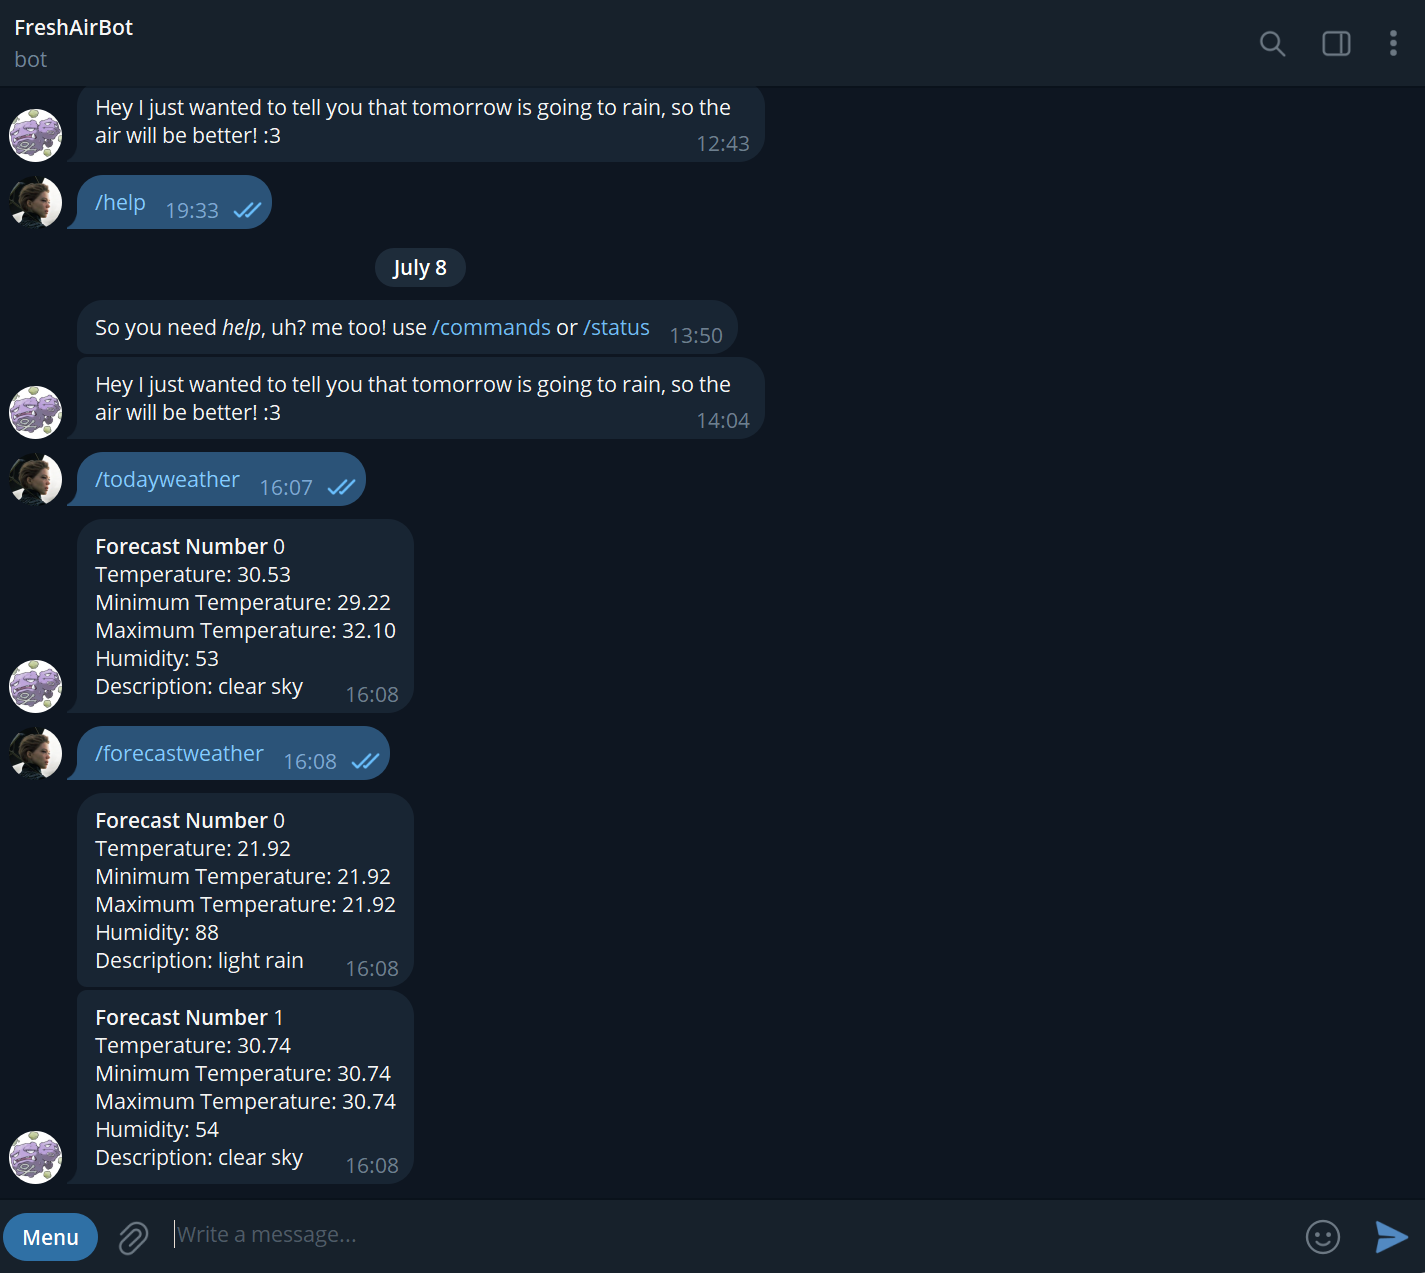 FreshAirBot
bot
Hey I just wanted to tell you that tomorrow is going to rain, so the
air will be better! :3
12:43
/help 19:33
July 8
So you need help, uh? me too! use /commands or /status 13:50
Hey I just wanted to tell you that tomorrow is going to rain, so the
air will be better! :3
14:04
/todayweather 16:07
Forecast Number 0
Temperature: 30.53
Minimum Temperature: 29.22
Maximum Temperature: 32.10
Humidity: 53
Description: clear sky 16:08
/forecastweather 16:08
Forecast Number 0
Temperature: 21.92
Minimum Temperature: 21.92
Maximum Temperature: 21.92
Humidity: 88
Description: light rain 16:08
Forecast Number 1
Temperature: 30.74
Minimum Temperature: 30.74
Maximum Temperature: 30.74
Humidity: 54
Description: clear sky 16:08
Menu Write a message...